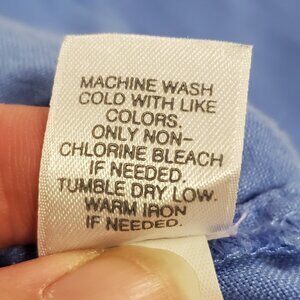 MACHINE WASH
COLD WITH LIKE
COLORS.
ONLY NON-
CHLORINE BLEACH
IF NEEDED.
TUMBLE DRY LOW.
WARM IRON
IF NEEDED.